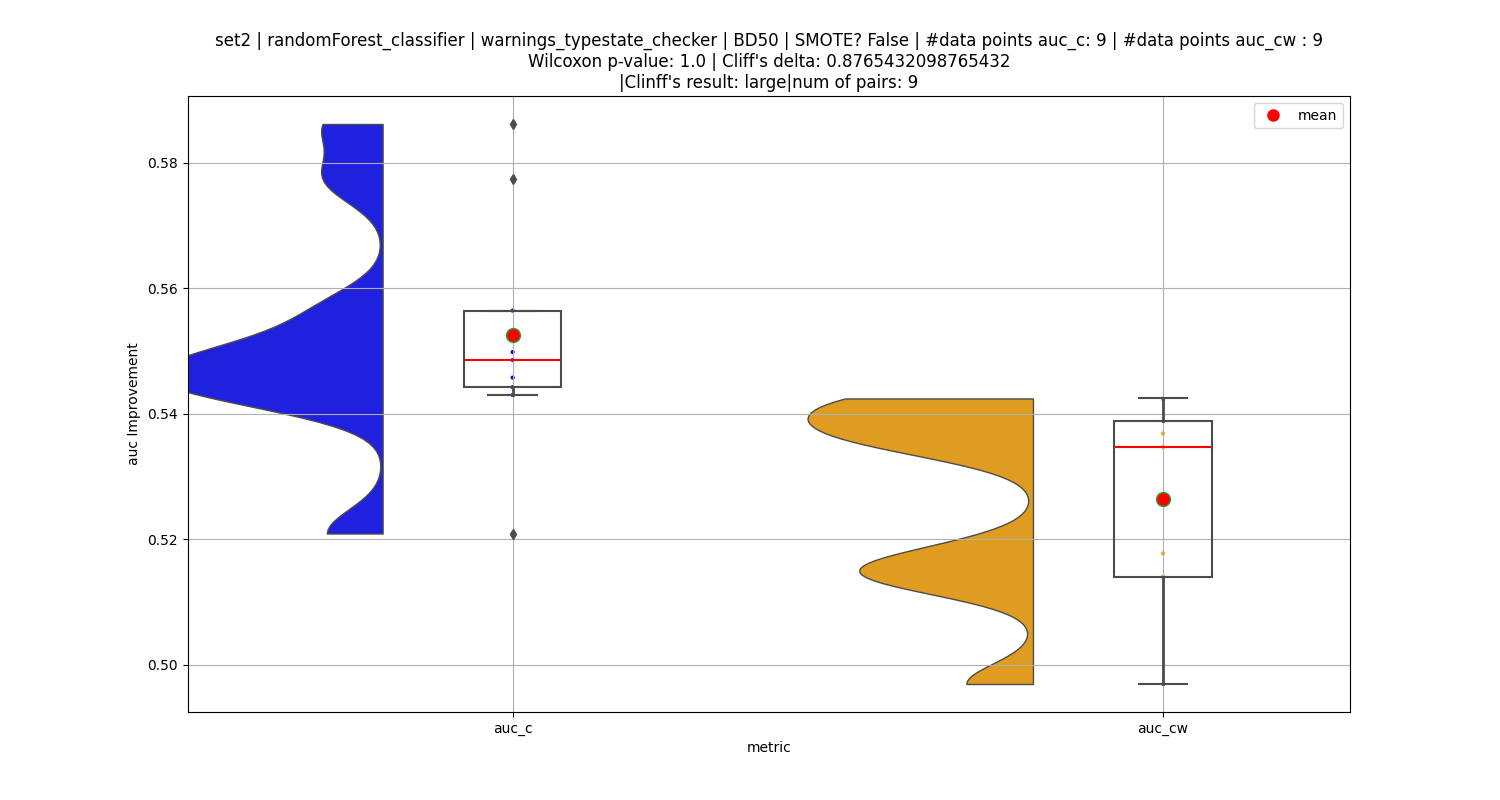 set2 | randomForest_classifier | warnings_typestate_checker | BD50 | SMOTE? False | #data points auc_c: 9 | #data points auc_cw : 9
Wilcoxon p-value: 1.0 | Cliff's delta: 0.8765432098765432
|Clinff's result: large|num of pairs: 9
mean
0.58
0.56
0.54
0.52
0.50
auc Improvement
auc_c
auc_cw
metric